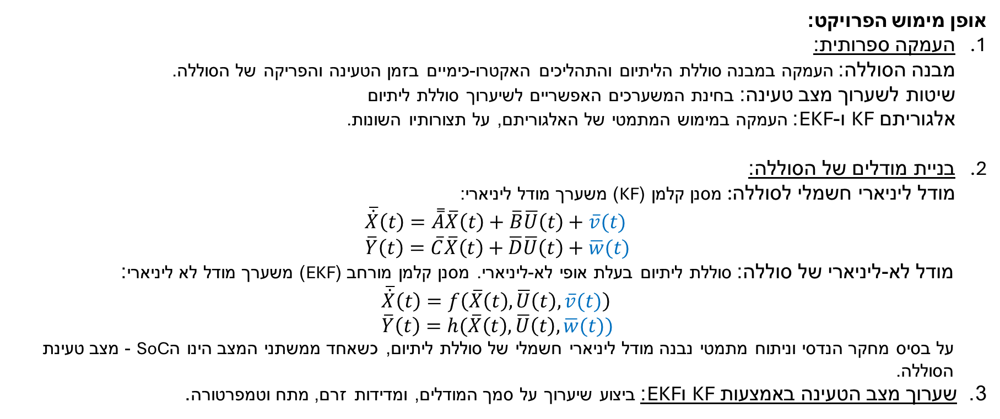 אופן מימוש הפרויקט:
1. העמקה ספרותית:
מבנה הסוללה: העמקה במבנה סוללת הליתיום והתהליכים האקטרו-כימיים בזמן הטעינה והפריקה של הסוללה.
שיטות לשערוך מצב טעינה: בחינת המשערכים האפשריים לשיערוך סוללת ליתיום
אלגוריתם KF ו-EKF: העמקה במימוש המתמטי של האלגוריתם, על תצורותיו השונות.
2. בניית מודלים של הסוללה:
מודל ליניארי חשמלי לסוללה: מסנן קלמן (KF) משערך מודל ליניארי:
$\dot{\bar{X}}(t) = \bar{\bar{A}}\bar{X}(t) + \bar{B}\bar{U}(t) + \bar{v}(t)$
$\bar{Y}(t) = \bar{C}\bar{X}(t) + \bar{D}\bar{U}(t) + \bar{w}(t)$
מודל לא-ליניארי של סוללה: סוללת ליתיום בעלת אופי לא-ליניארי. מסנן קלמן מורחב (EKF) משערך מודל לא ליניארי:
$\dot{\bar{X}}(t) = f(\bar{X}(t), \bar{U}(t), \bar{v}(t))$
$\bar{Y}(t) = h(\bar{X}(t), \bar{U}(t), \bar{w}(t))$
על בסיס מחקר הנדסי וניתוח מתמטי נבנה מודל ליניארי חשמלי של סוללת ליתיום, כשאחד ממשתני המצב הינו הSoC - מצב טעינת
הסוללה.
3. שערוך מצב הטעינה באמצעות KF וEKF: ביצוע שיערוך על סמך המודלים, ומדידות זרם, מתח וטמפרטורה.